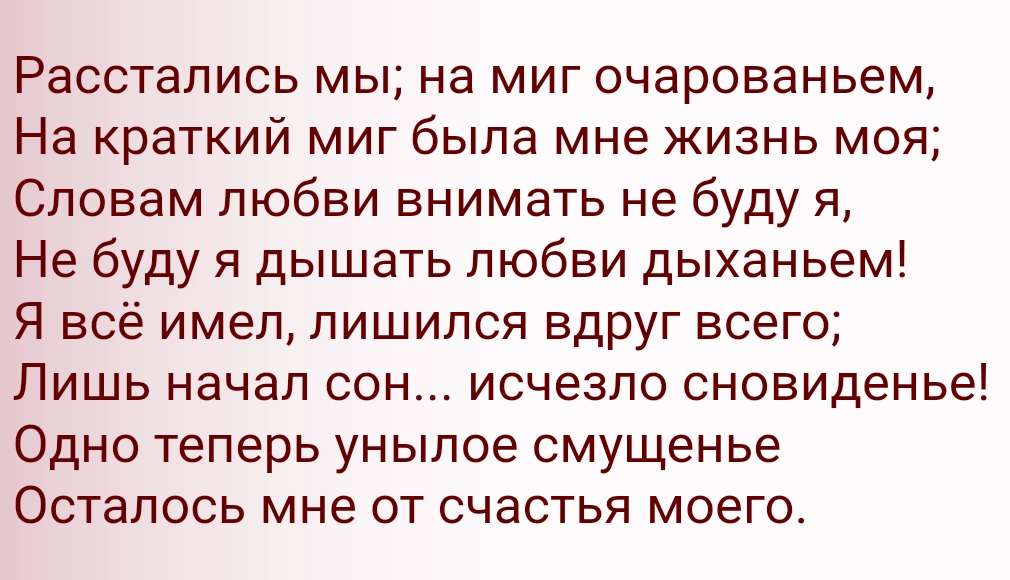 Расстались мы; на миг очарованьем,
На краткий миг была мне жизнь моя;
Словам любви внимать не буду я,
Не буду я дышать любви дыханьем!
Я всё имел, лишился вдруг всего;
Лишь начал сон... исчезло сновиденье!
Одно теперь унылое смущенье
Осталось мне от счастья моего.